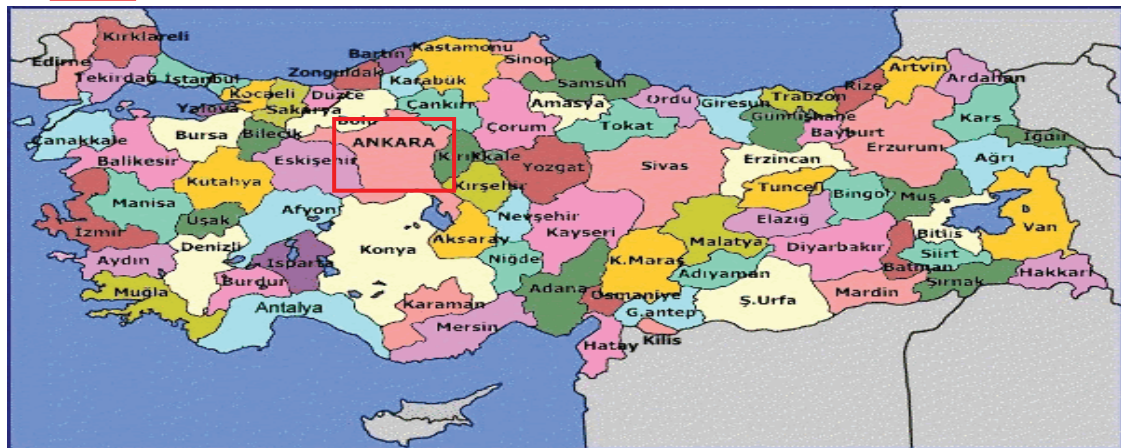 Kırklareli
Edirne
Tekirdağ
İstanbul
Kocaeli
Yalova
Sakarya
Düzce
Zonguldak
Bartın
Karabük
Kastamonu
Sinop
Samsun
Çankırı
Bolu
Amasya
Ordu
Giresun
Trabzon
Rize
Artvin
Ardahan
Gümüşhane
Bayburt
Kars
Iğdır
Çanakkale
Bursa
Bilecik
Balikesir
Eskişehir
ANKARA
Kırıkkale
Çorum
Tokat
Yozgat
Sivas
Erzincan
Erzurum
Ağrı
Kutahya
Manisa
Uşak
Afyon
Kırşehir
Nevşehir
Kayseri
Tunceli
Bingöl
Muş
Elazığ
Malatya
Bitlis
Van
İzmir
Aydın
Denizli
Isparta
Burdur
Konya
Aksaray
Niğde
K.Maraş
Adıyaman
Diyarbakır
Batman
Siirt
Şırnak
Hakkari
Muğla
Antalya
Karaman
Mersin
Adana
Osmaniye
G.antep
Ş.Urfa
Mardin
Hatay
Kilis